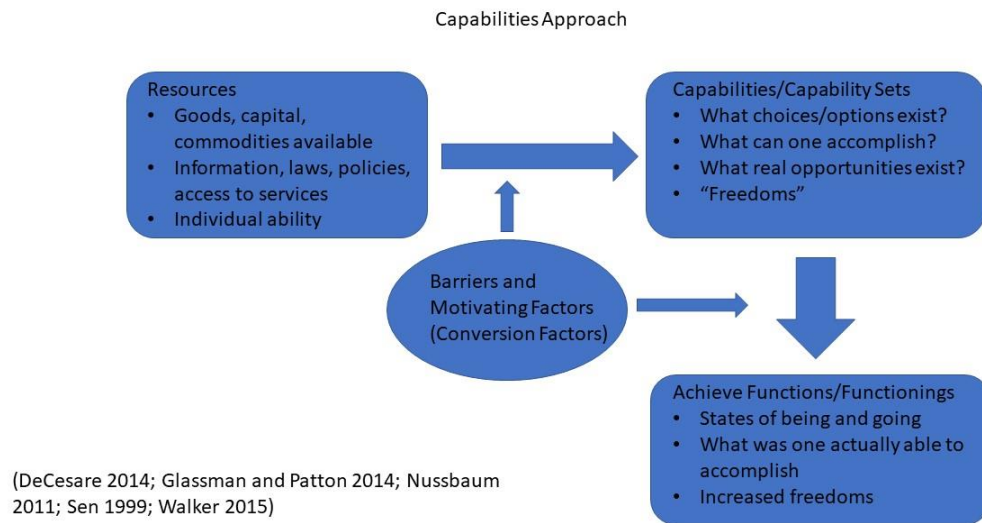 Capabilities Approach
Resources
• Goods, capital,
commodities available
• Information, laws, policies,
access to services
• Individual ability
Capabilities/Capability Sets
• What choices/options exist?
• What can one accomplish?
• What real opportunities exist?
• “Freedoms”
Barriers and
Motivating Factors
(Conversion Factors)
Achieve Functions/Functionings
• States of being and going
• What was one actually able to
accomplish
• Increased freedoms
(DeCesare 2014; Glassman and Patton 2014; Nussbaum
2011; Sen 1999; Walker 2015)